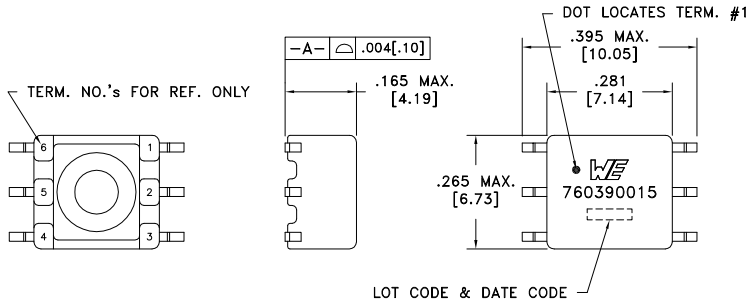 DOT LOCATES TERM. #1
-A- ⌓ .004[.10]
.395 MAX.
[10.05]
.165 MAX.
[4.19]
.281
[7.14]
TERM. NO.'s FOR REF. ONLY
6 1
5 2
4 3
.265 MAX.
[6.73]
WE
760390015
LOT CODE & DATE CODE